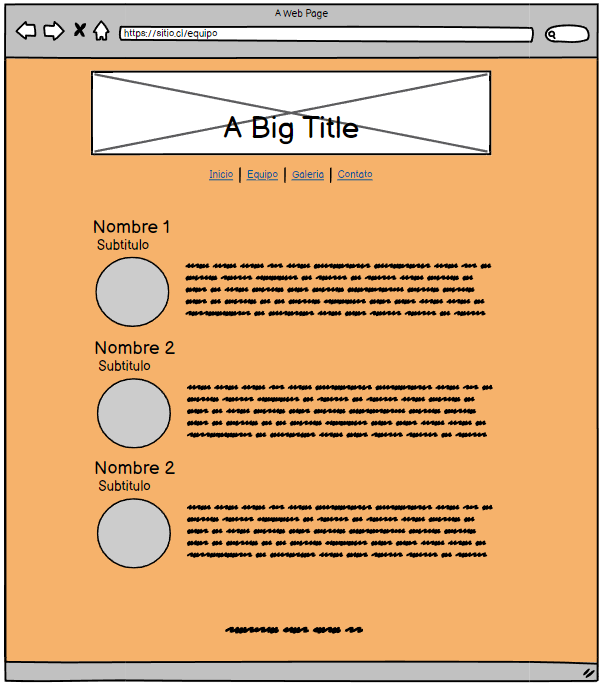 A Web Page
https://sitio.cl/equipo
A Big Title
Inicio | Equipo | Galeria | Contato
Nombre 1
Subtitulo
Nombre 2
Subtitulo
Nombre 2
Subtitulo